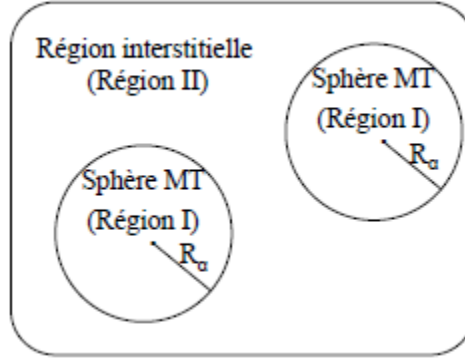 Région interstitielle
(Région II)
Sphère MT
(Région I)
Rα
Sphère MT
(Région I)
Rα